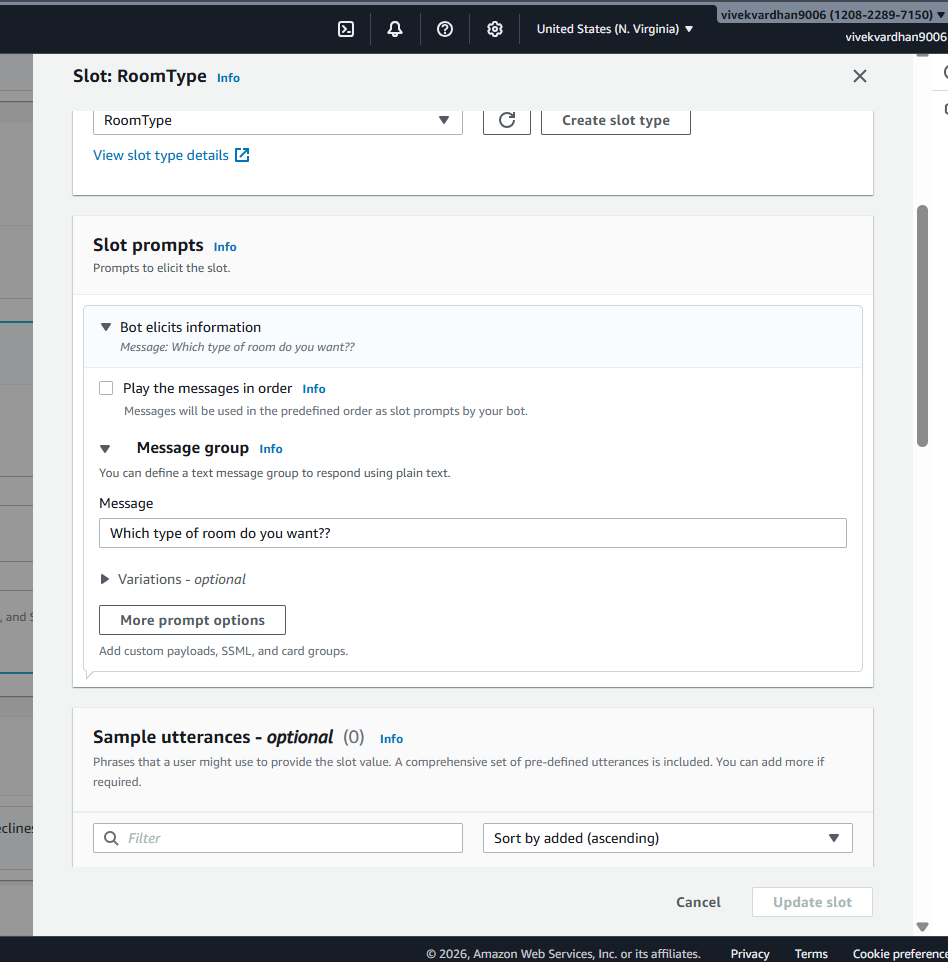 vivekvardhan9006 (1208-2289-7150)
United States (N. Virginia)
vivekvardhan9006
Slot: RoomType Info
RoomType
Create slot type
View slot type details
Slot prompts Info
Prompts to elicit the slot.
Bot elicits information
Message: Which type of room do you want??
Play the messages in order Info
Messages will be used in the predefined order as slot prompts by your bot.
Message group Info
You can define a text message group to respond using plain text.
Message
Which type of room do you want??
Variations - optional
, and S
More prompt options
Add custom payloads, SSML, and card groups.
Sample utterances - optional (0) Info
Phrases that a user might use to provide the slot value. A comprehensive set of pre-defined utterances is included. You can add more if
required.
eclines
Filter
Sort by added (ascending)
Cancel
Update slot
© 2026, Amazon Web Services, Inc. or its affiliates.
Privacy
Terms
Cookie preference